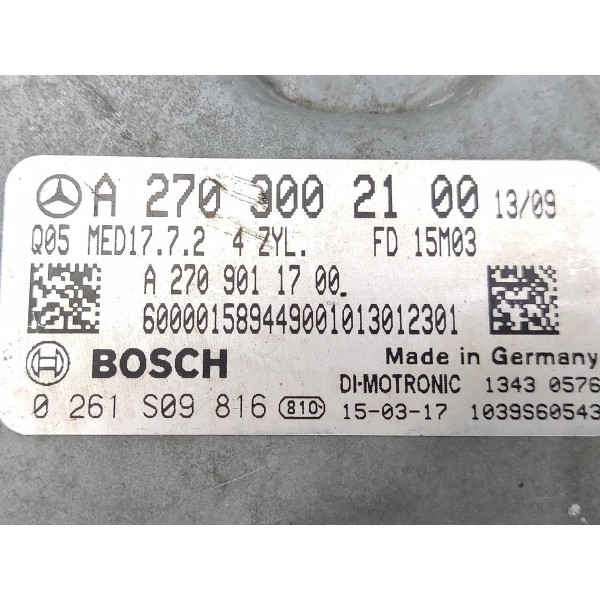 A 270 900 21 00 13/09
Q05 MED17.7.2 4 ZYL. FD 15M03
A 270 901 17 00
600001589449001013012301
BOSCH Made in Germany
DI-MOTRONIC 1343 0576
0 261 S09 816 810 15-03-17 1039S60543